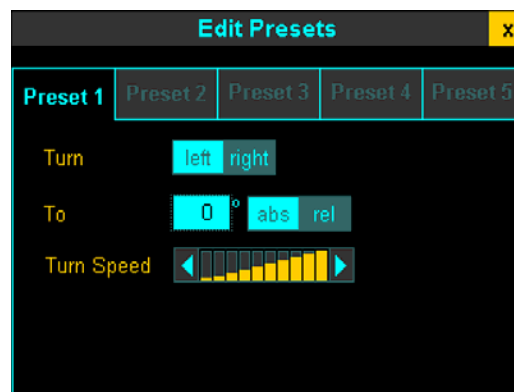 Edit Presets x
Preset 1 Preset 2 Preset 3 Preset 4 Preset 5
Turn left right
To 0 ° abs rel
Turn Speed